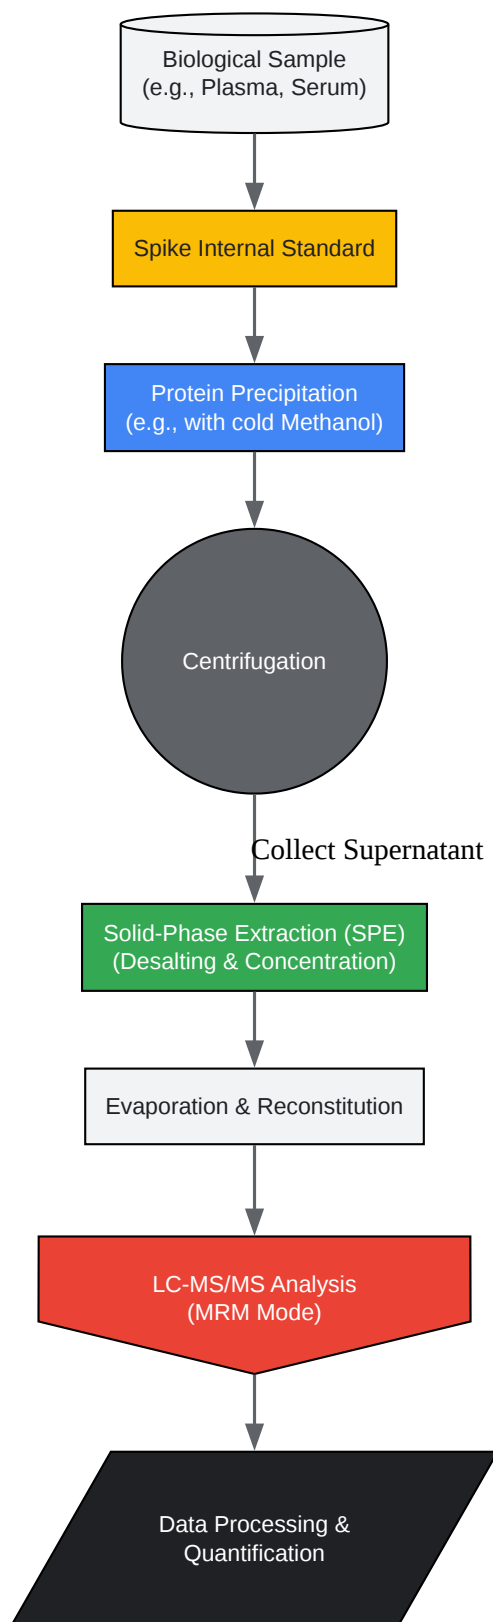 Biological Sample
(e.g., Plasma, Serum)
Spike Internal Standard
Protein Precipitation
(e.g., with cold Methanol)
Centrifugation
Collect Supernatant
Solid-Phase Extraction (SPE)
(Desalting & Concentration)
Evaporation & Reconstitution
LC-MS/MS Analysis
(MRM Mode)
Data Processing &
Quantification